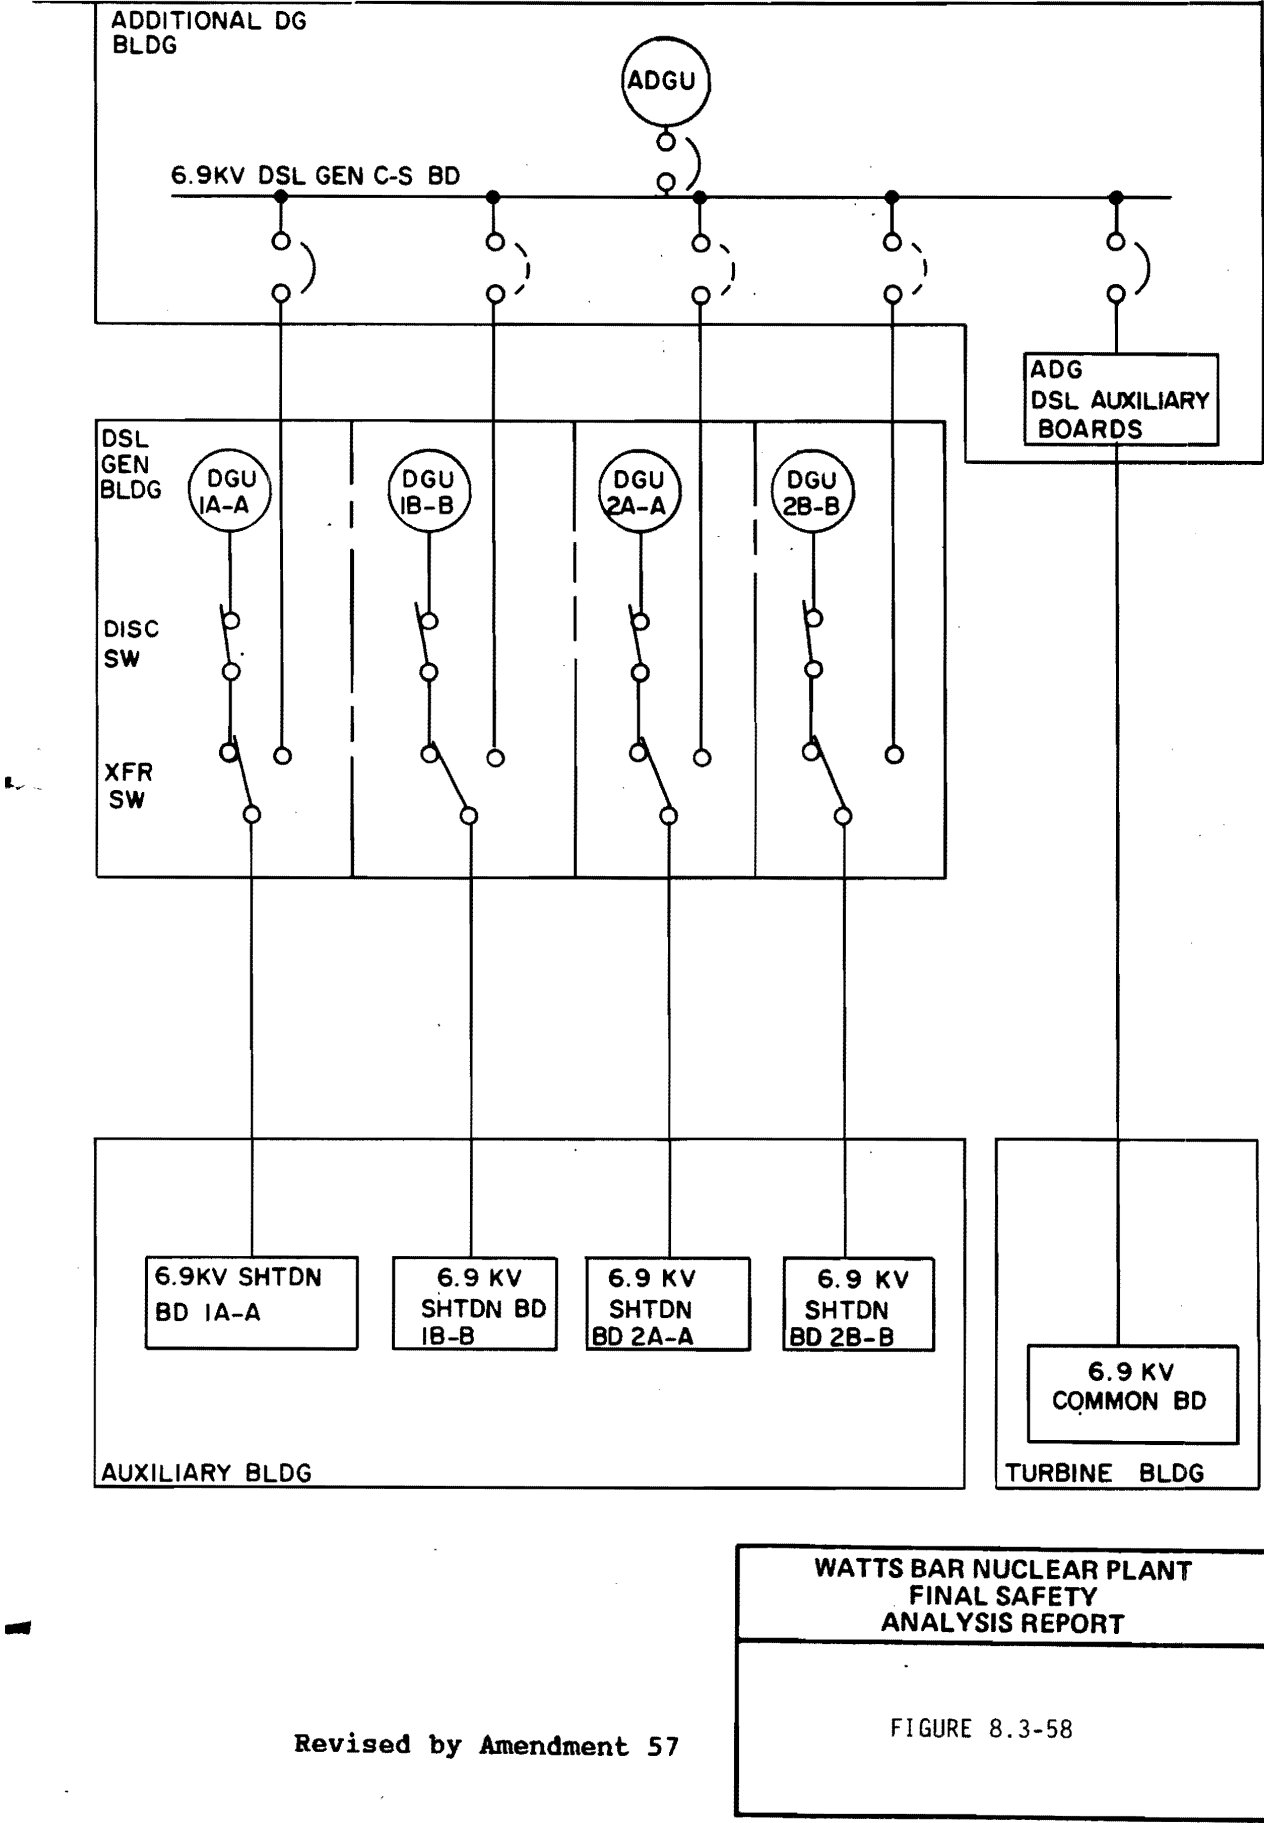 ADDITIONAL DG
BLDG
ADGU
6.9KV DSL GEN C-S BD
ADG
DSL AUXILIARY
BOARDS
DSL
GEN
BLDG
DGU
1A-A
DGU
1B-B
DGU
2A-A
DGU
2B-B
DISC
SW
XFR
SW
6.9KV SHTDN
BD 1A-A
6.9 KV
SHTDN BD
1B-B
6.9 KV
SHTDN
BD 2A-A
6.9 KV
SHTDN
BD 2B-B
6.9 KV
COMMON BD
AUXILIARY BLDG
TURBINE BLDG
WATTS BAR NUCLEAR PLANT
FINAL SAFETY
ANALYSIS REPORT
FIGURE 8.3-58
Revised by Amendment 57